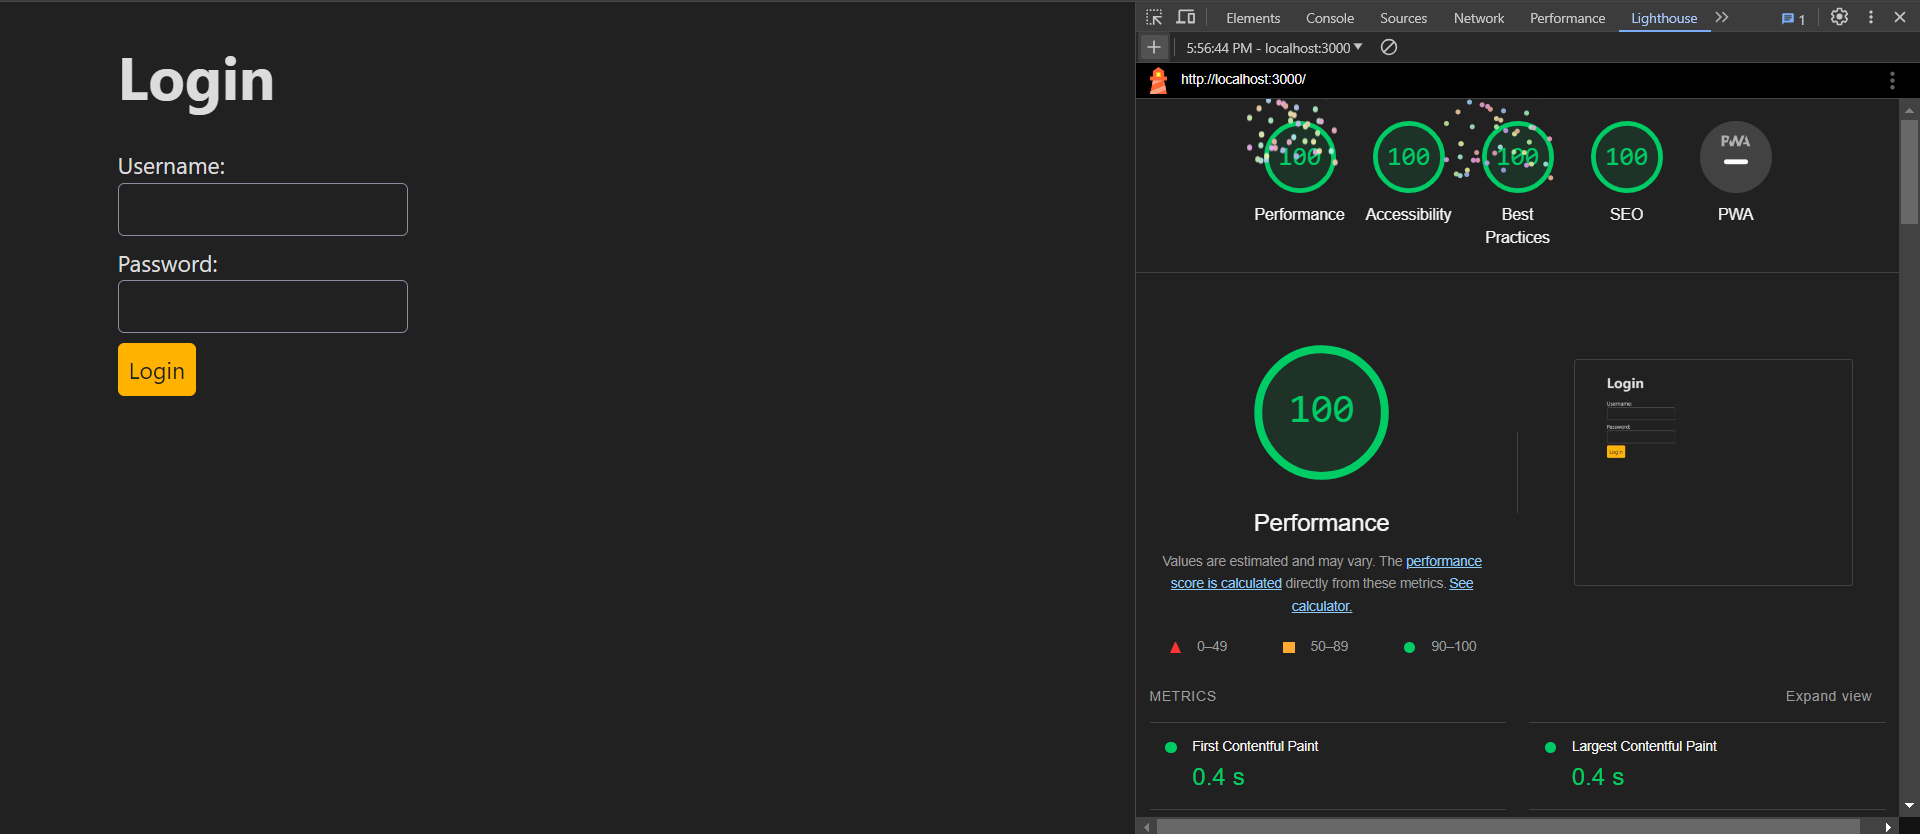 Login
Username:
Password:
Login
Elements Console Sources Network Performance Lighthouse 1
5:56:44 PM - localhost:3000
http://localhost:3000/
100 100 100 100 PWA
Performance Accessibility Best Practices SEO PWA
100
Performance
Values are estimated and may vary. The performance
score is calculated directly from these metrics. See
calculator.
0–49 50–89 90–100
Login
Username:
Password:
Login
METRICS Expand view
First Contentful Paint Largest Contentful Paint
0.4 s 0.4 s